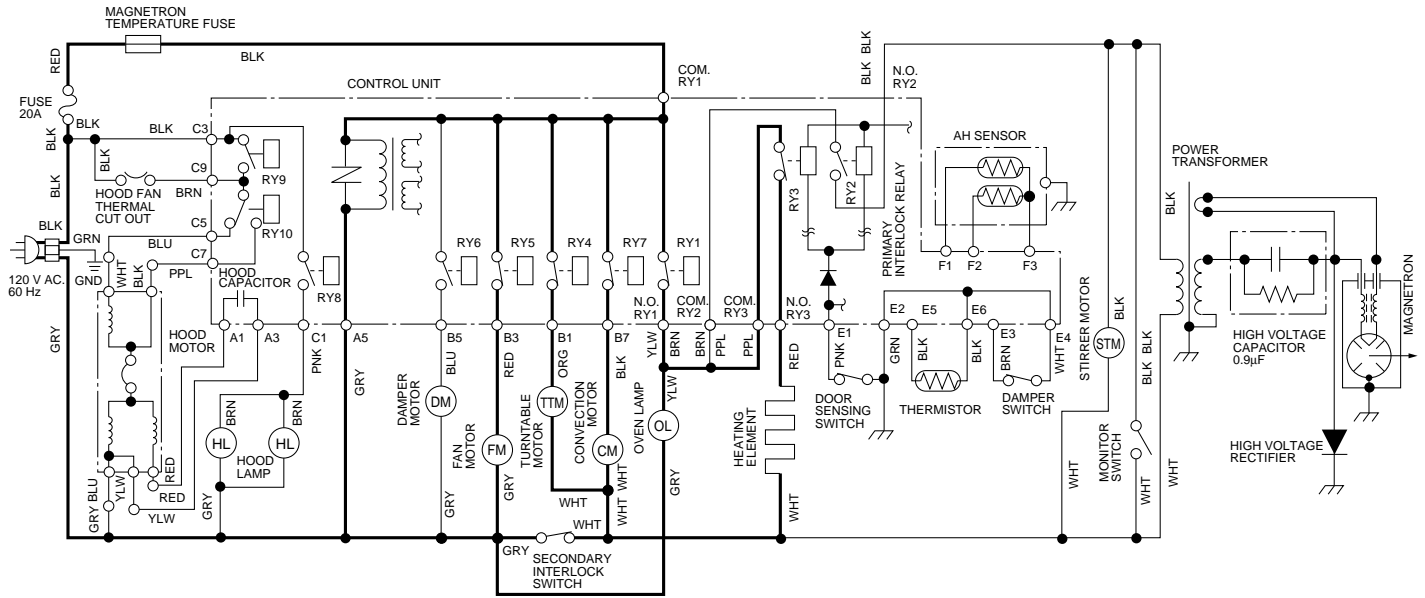 MAGNETRON
TEMPERATURE FUSE
RED
BLK
FUSE
20A
BLK
BLK
BLK
C3
BLK
C9
BRN
HOOD FAN
THERMAL
CUT OUT
RY9
C5
BLU
RY10
C7
PPL
BLK
GRN
GND
120 V AC.
60 Hz
WHT
BLK
GRY
HOOD
CAPACITOR
HOOD
MOTOR
A1
A3
C1
A5
RY8
PNK
GRY
BRN
BRN
HL
HL
HOOD
LAMP
RED
RED
YLW
YLW
GRY
BLU
GRY
CONTROL UNIT
COM.
RY1
RY6
RY5
RY4
RY7
RY1
B5
B3
B1
B7
N.O.
RY1
COM.
RY2
COM.
RY3
N.O.
RY3
BLU
RED
ORG
BLK
YLW
BRN
BRN
PPL
PPL
RED
DAMPER
MOTOR
DM
FAN
MOTOR
FM
TURNTABLE
MOTOR
TTM
CONVECTION
MOTOR
CM
OVEN LAMP
OL
YLW
GRY
GRY
WHT
WHT
WHT
GRY
WHT
GRY
SECONDARY
INTERLOCK
SWITCH
HEATING
ELEMENT
WHT
BLK
BLK
N.O.
RY2
RY3
RY2
PRIMARY
INTERLOCK RELAY
AH SENSOR
F1
F2
F3
E1
E2
E5
E6
E3
E4
PNK
GRN
BLK
BLK
BRN
WHT
DOOR
SENSING
SWITCH
THERMISTOR
DAMPER
SWITCH
STIRRER MOTOR
STM
BLK
WHT
MONITOR
SWITCH
BLK
BLK
WHT
WHT
POWER
TRANSFORMER
BLK
HIGH VOLTAGE
CAPACITOR
0.9µF
MAGNETRON
HIGH VOLTAGE
RECTIFIER